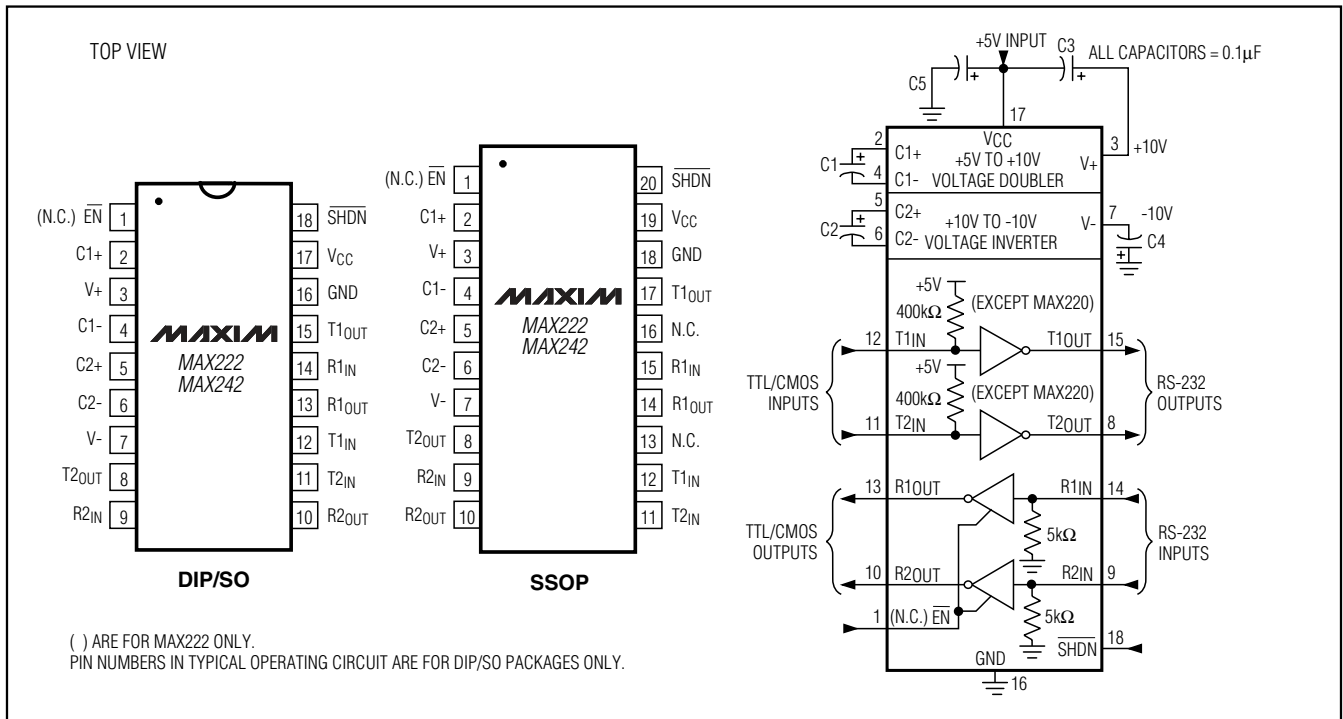 TOP VIEW
(N.C.) EN 1
C1+ 2
V+ 3
C1- 4
C2+ 5
C2- 6
V- 7
T2OUT 8
R2IN 9
18 SHDN
17 VCC
16 GND
15 T1OUT
14 R1IN
13 R1OUT
12 T1IN
11 T2IN
10 R2OUT
MAXIM
MAX222
MAX242
DIP/SO
(N.C.) EN 1
C1+ 2
V+ 3
C1- 4
C2+ 5
C2- 6
V- 7
T2OUT 8
R2IN 9
R2OUT 10
20 SHDN
19 VCC
18 GND
17 T1OUT
16 N.C.
15 R1IN
14 R1OUT
13 N.C.
12 T1IN
11 T2IN
MAXIM
MAX222
MAX242
SSOP
( ) ARE FOR MAX222 ONLY.
PIN NUMBERS IN TYPICAL OPERATING CIRCUIT ARE FOR DIP/SO PACKAGES ONLY.
+5V INPUT
C3
ALL CAPACITORS = 0.1μF
C5
+
+
17
VCC
2
C1+
+5V TO +10V
VOLTAGE DOUBLER
V+
3
+10V
C1
+
4
C1-
5
C2+
+10V TO -10V
VOLTAGE INVERTER
V-
7
-10V
C2
+
6
C2-
C4
+
+5V
400kΩ
(EXCEPT MAX220)
12
T1IN
T1OUT
15
+5V
400kΩ
(EXCEPT MAX220)
TTL/CMOS
INPUTS
RS-232
OUTPUTS
11
T2IN
T2OUT
8
13
R1OUT
R1IN
14
5kΩ
TTL/CMOS
OUTPUTS
RS-232
INPUTS
10
R2OUT
R2IN
9
5kΩ
1
(N.C.) EN
SHDN
18
GND
16